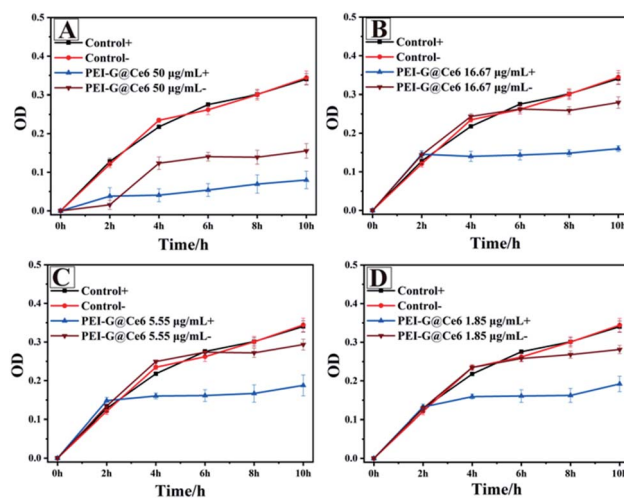 A
Control+
Control-
PEI-G@Ce6 50 μg/mL+
PEI-G@Ce6 50 μg/mL-
OD
0.5
0.4
0.3
0.2
0.1
0.0
0h 2h 4h 6h 8h 10h
Time/h
B
Control+
Control-
PEI-G@Ce6 16.67 μg/mL+
PEI-G@Ce6 16.67 μg/mL-
OD
0.5
0.4
0.3
0.2
0.1
0.0
0h 2h 4h 6h 8h 10h
Time/h
C
Control+
Control-
PEI-G@Ce6 5.55 μg/mL+
PEI-G@Ce6 5.55 μg/mL-
OD
0.5
0.4
0.3
0.2
0.1
0.0
0h 2h 4h 6h 8h 10h
Time/h
D
Control+
Control-
PEI-G@Ce6 1.85 μg/mL+
PEI-G@Ce6 1.85 μg/mL-
OD
0.5
0.4
0.3
0.2
0.1
0.0
0h 2h 4h 6h 8h 10h
Time/h